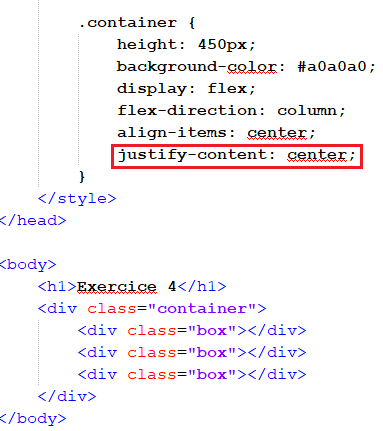 .container {
height: 450px;
background-color: #a0a0a0;
display: flex;
flex-direction: column;
align-items: center;
justify-content: center;
}
</style>
</head>
<body>
<h1>Exercice 4</h1>
<div class="container">
<div class="box"></div>
<div class="box"></div>
<div class="box"></div>
</div>
</body>